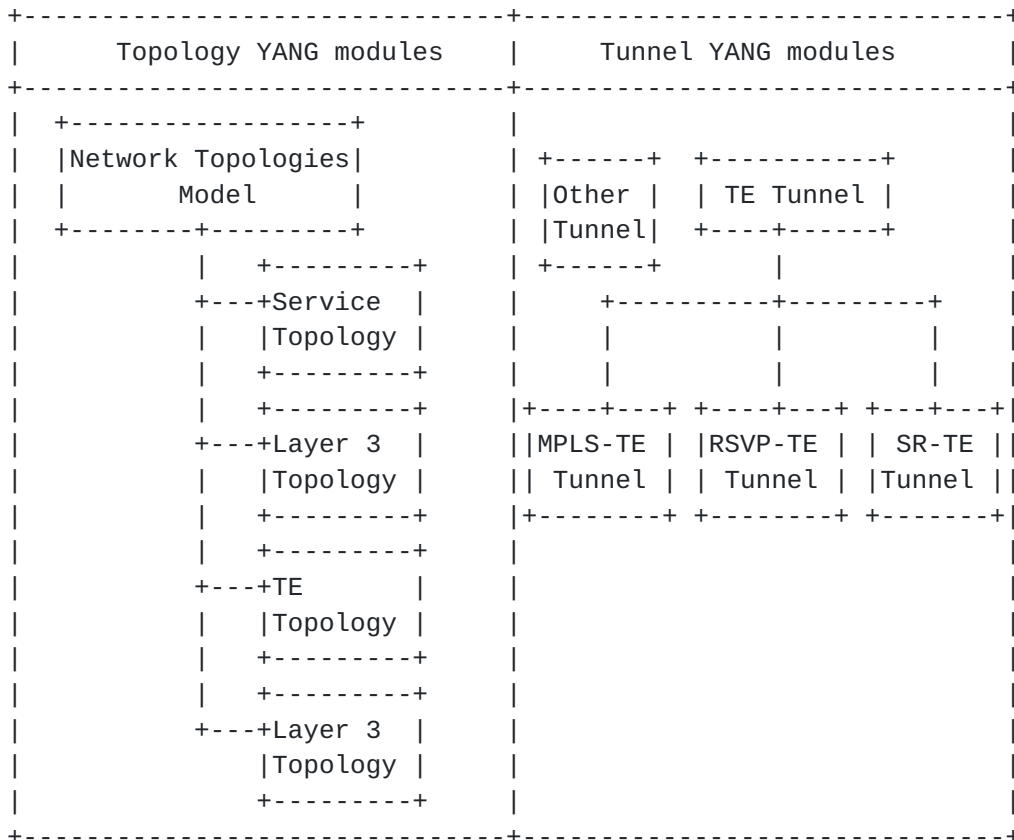 Topology YANG modules | Tunnel YANG modules
Network Topologies
Model
Other
Tunnel
TE Tunnel
Service
Topology
Layer 3
Topology
TE
Topology
Layer 3
Topology
MPLS-TE
Tunnel
RSVP-TE
Tunnel
SR-TE
Tunnel